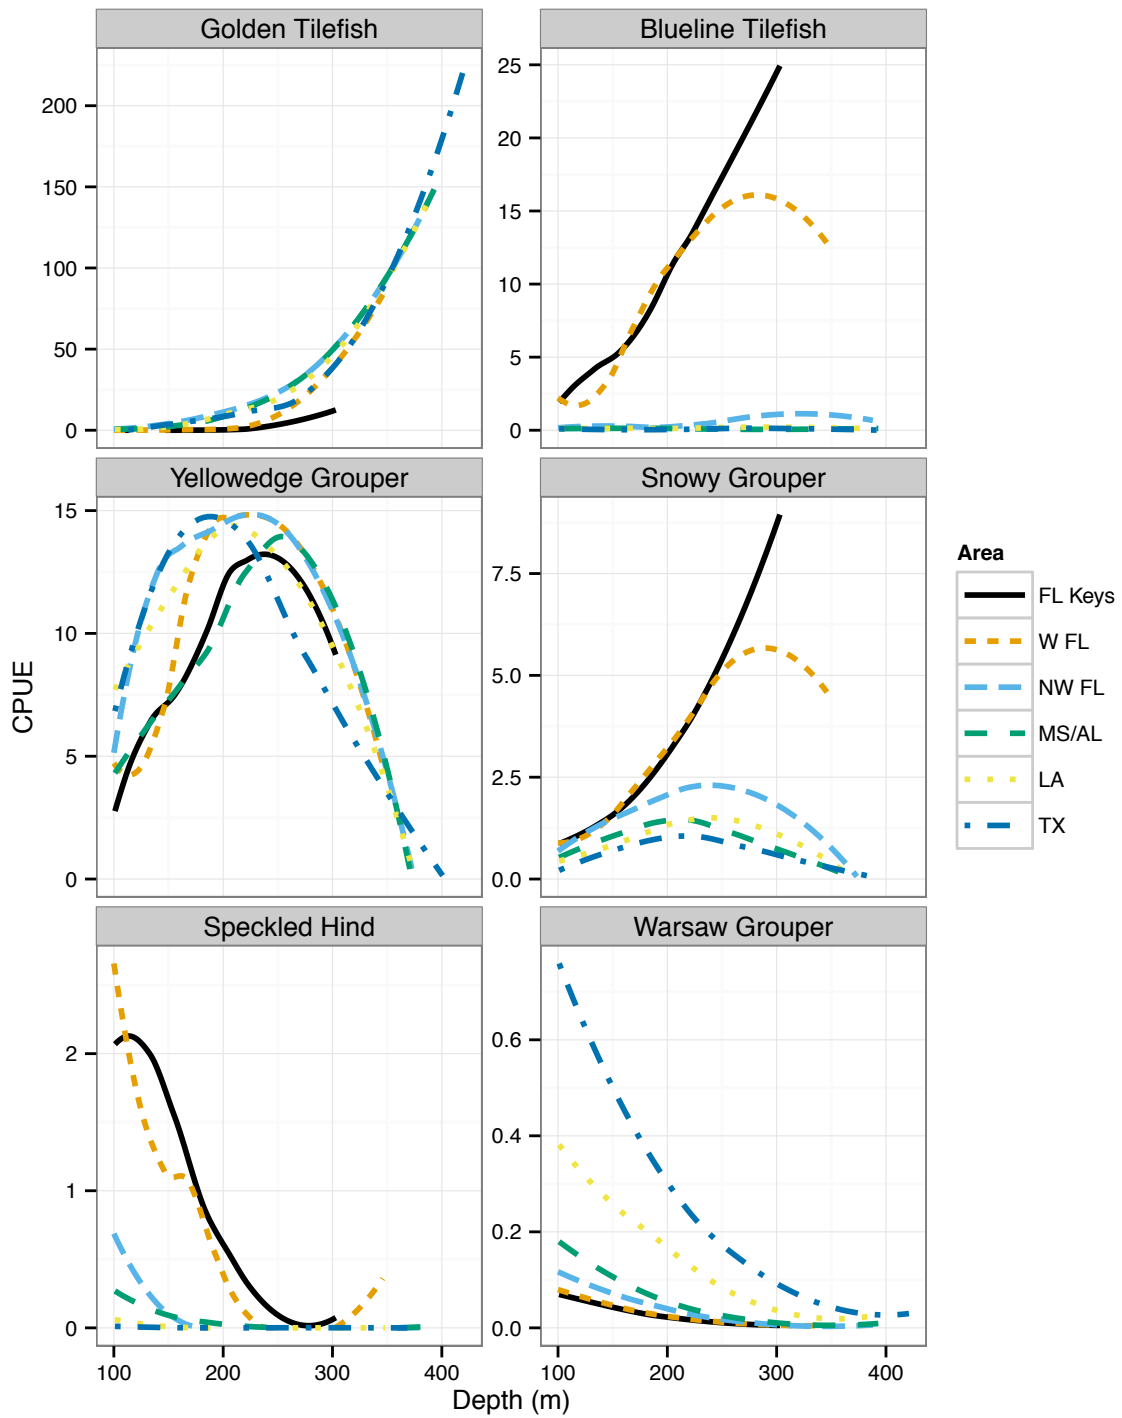 Golden Tilefish
Blueline Tilefish
200
150
100
50
0
25
20
15
10
5
0
Yellowedge Grouper
Snowy Grouper
15
10
5
0
7.5
5.0
2.5
0.0
CPUE
Area
FL Keys
W FL
NW FL
MS/AL
LA
TX
Speckled Hind
Warsaw Grouper
2
1
0
0.6
0.4
0.2
0.0
100 200 300 400
100 200 300 400
Depth (m)